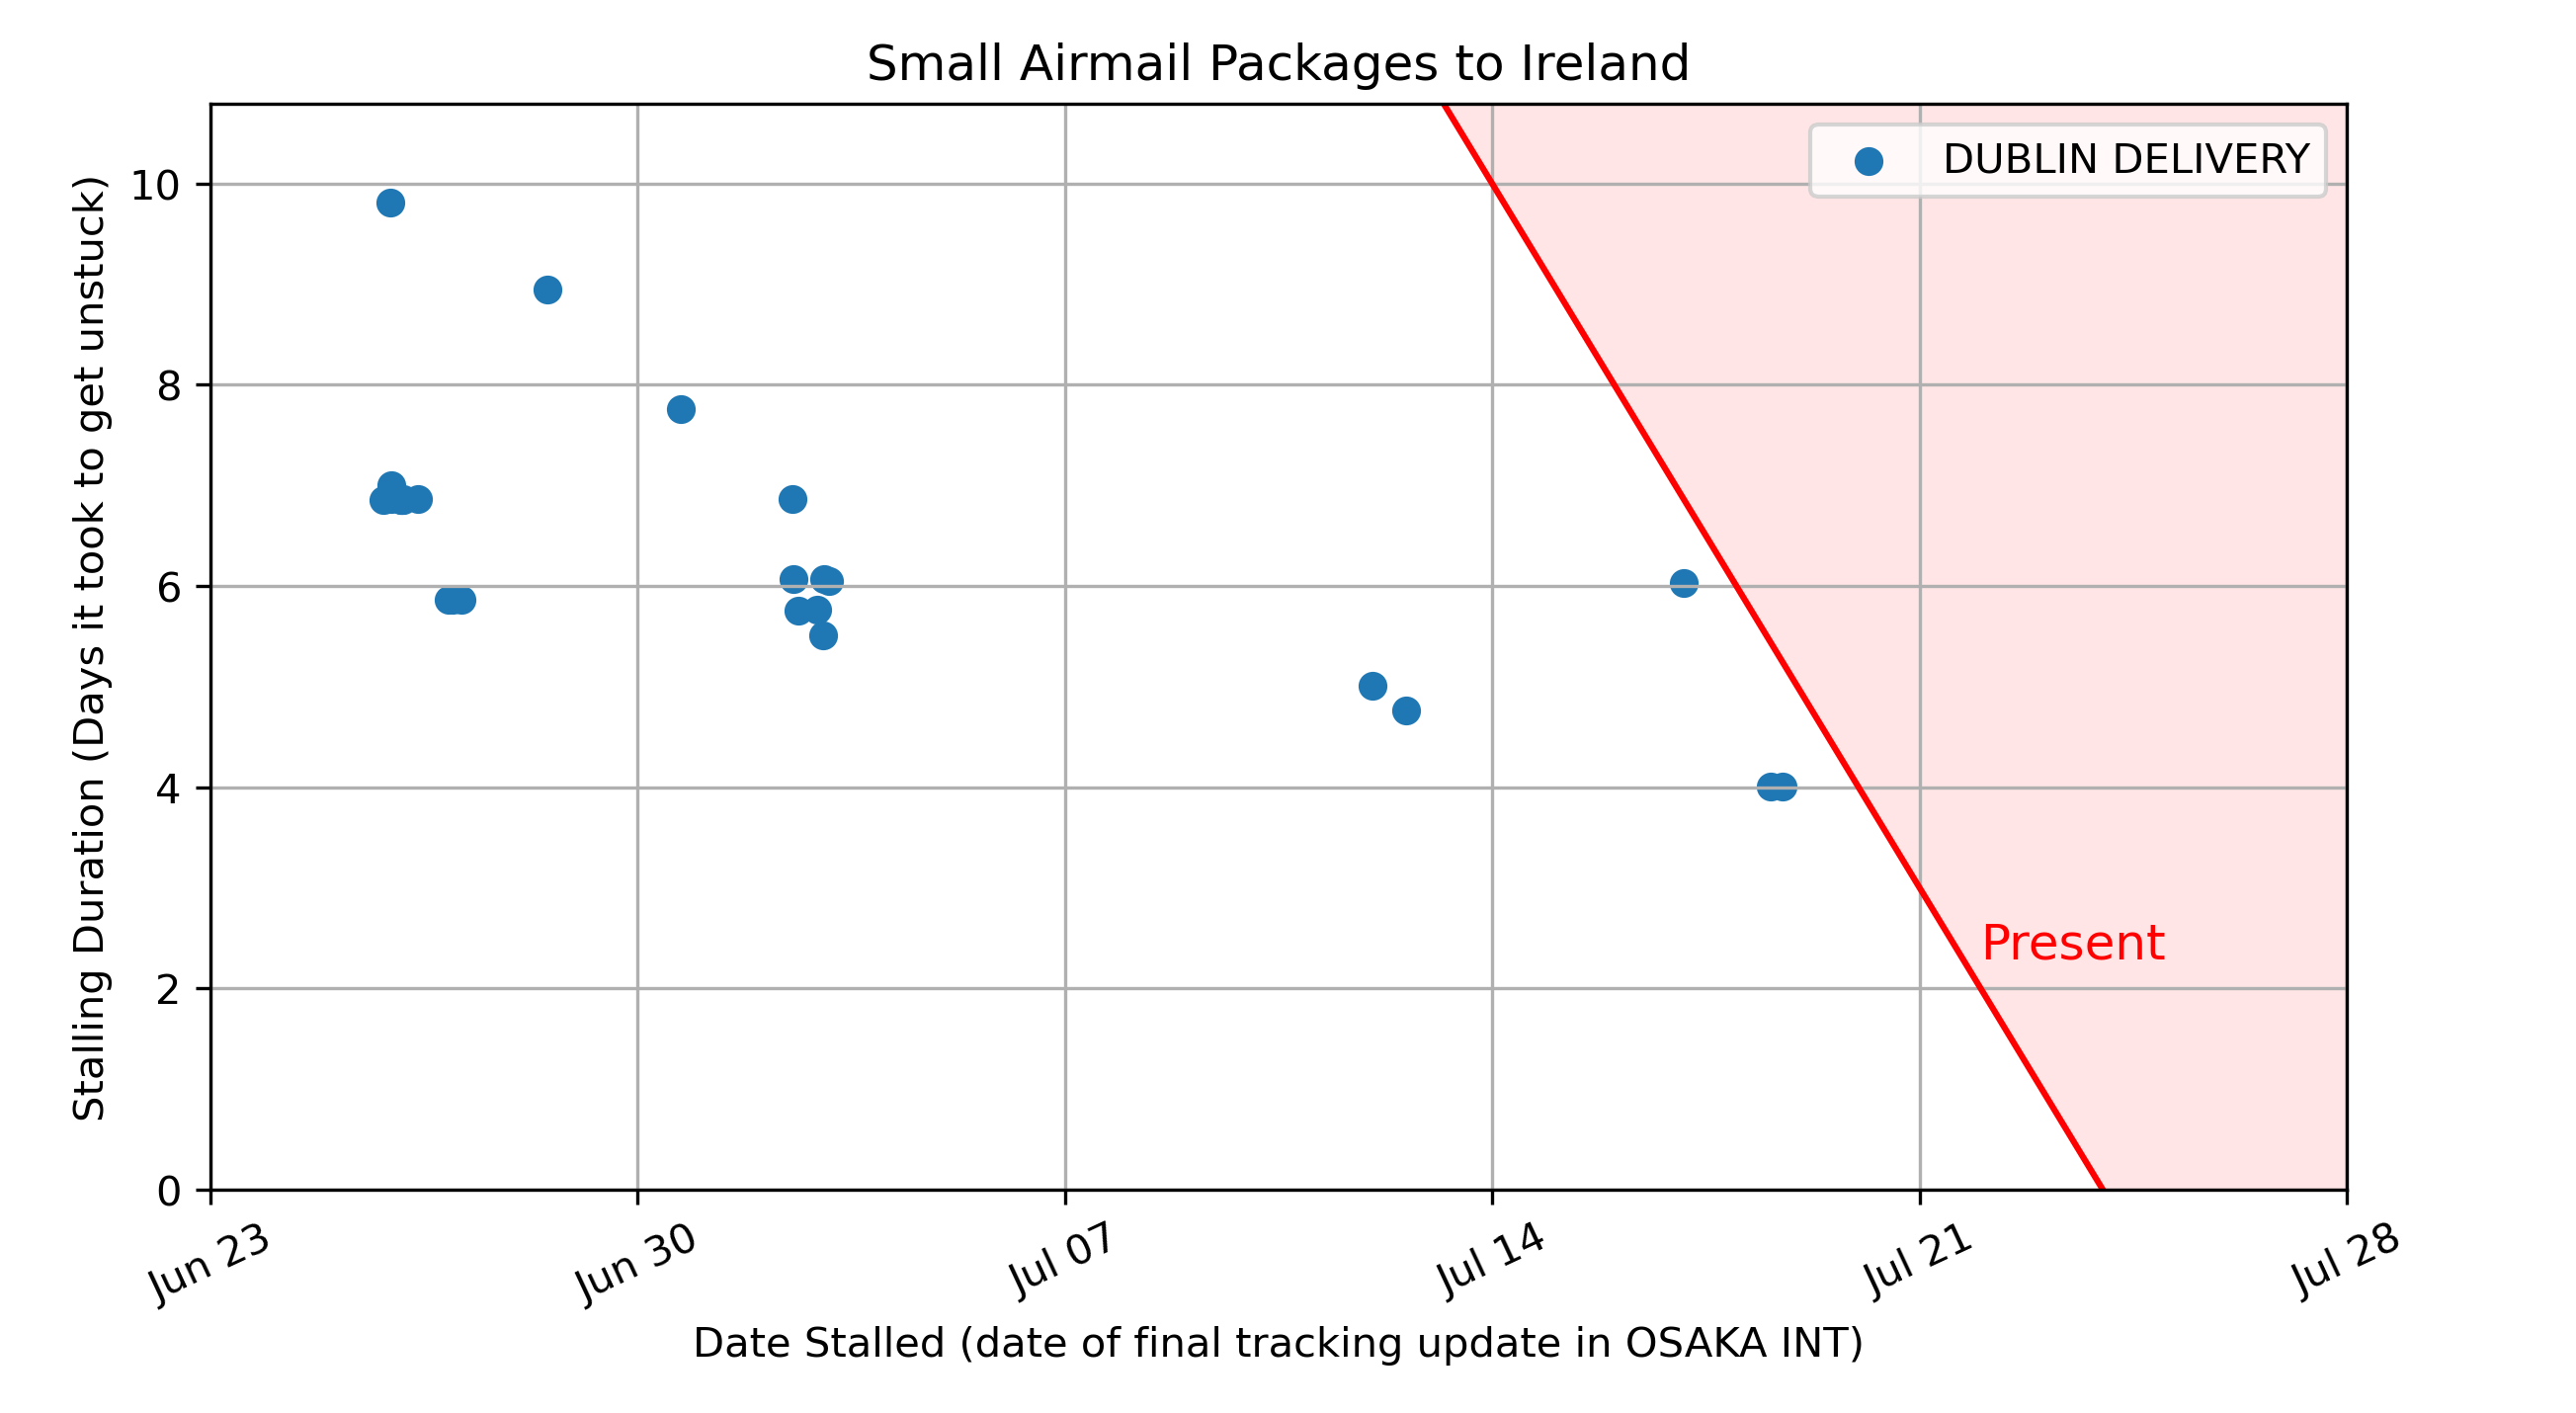 Small Airmail Packages to Ireland
DUBLIN DELIVERY
Stalling Duration (Days it took to get unstuck)
10
8
6
4
2
0
Present
Jun 23
Jun 30
Jul 07
Jul 14
Jul 21
Jul 28
Date Stalled (date of final tracking update in OSAKA INT)